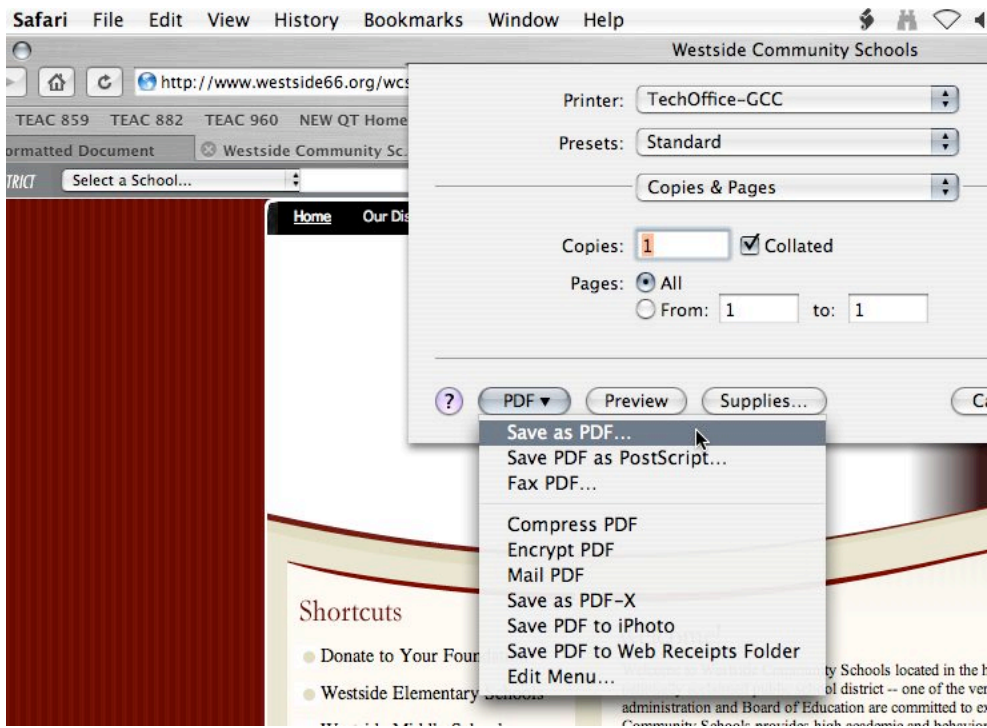 Safari File Edit View History Bookmarks Window Help
Westside Community Schools
http://www.westside66.org/wcs
TEAC 859 TEAC 882 TEAC 960 NEW QT Home
ormatted Document Westside Community Sc...
TRICT Select a School...
Home Our Dis
Printer: TechOffice-GCC
Presets: Standard
Copies & Pages
Copies: 1 Collated
Pages: All
From: 1 to: 1
? PDF Preview Supplies... Ca
Save as PDF...
Save PDF as PostScript...
Fax PDF...
Compress PDF
Encrypt PDF
Mail PDF
Save as PDF-X
Save PDF to iPhoto
Save PDF to Web Receipts Folder
Edit Menu...
Shortcuts
Donate to Your Foun
Westside Elementary Schools
ty Schools located in the h
ol district -- one of the ver
administration and Board of Education are committed to ex
Community Schools provides high academic and behavior